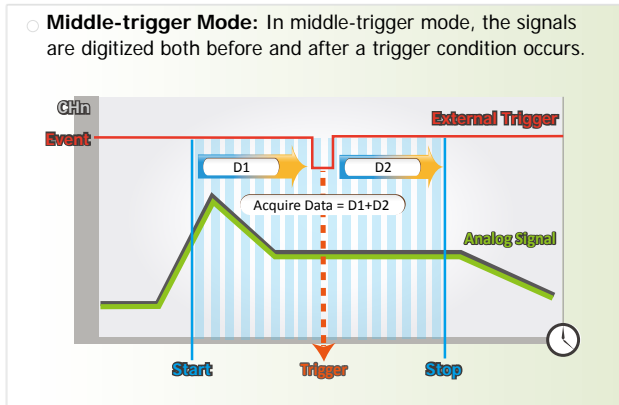 Middle-trigger Mode: In middle-trigger mode, the signals
are digitized both before and after a trigger condition occurs.
CHn
External Trigger
Event
D1
D2
Acquire Data = D1+D2
Analog Signal
Start
Trigger
Stop